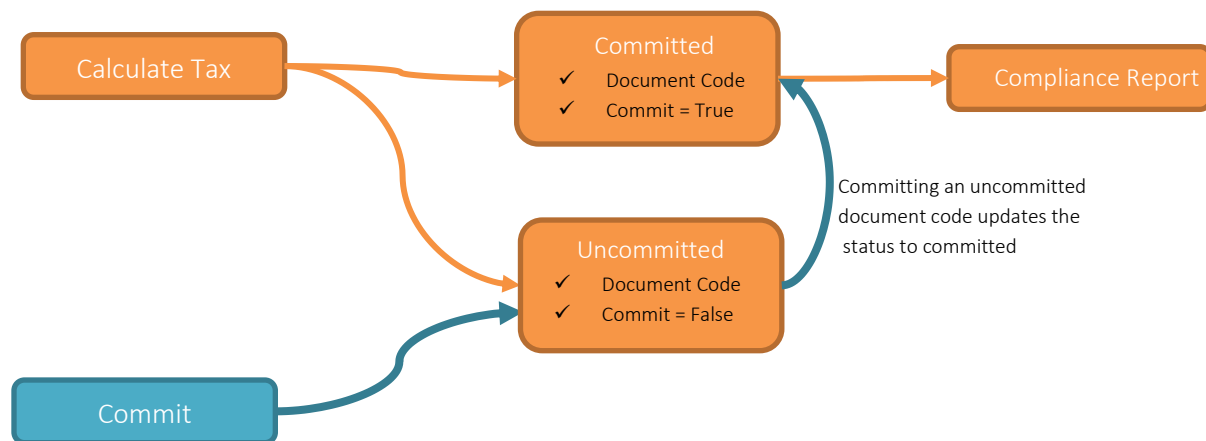 Calculate Tax
Committed
✓ Document Code
✓ Commit = True
Compliance Report
Committing an uncommitted
document code updates the
status to committed
Uncommitted
✓ Document Code
✓ Commit = False
Commit